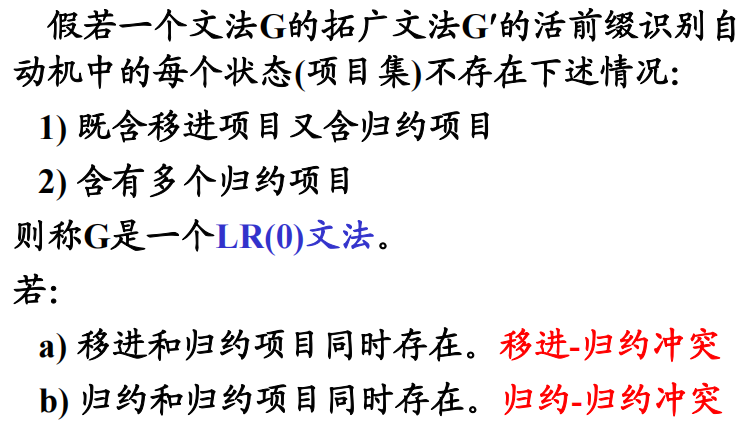 假若一个文法G的拓广文法G′的活前缀识别自
动机中的每个状态(项目集)不存在下述情况:
1) 既含移进项目又含归约项目
2) 含有多个归约项目
则称G是一个LR(0)文法。
若:
a) 移进和归约项目同时存在。移进-归约冲突
b) 归约和归约项目同时存在。归约-归约冲突